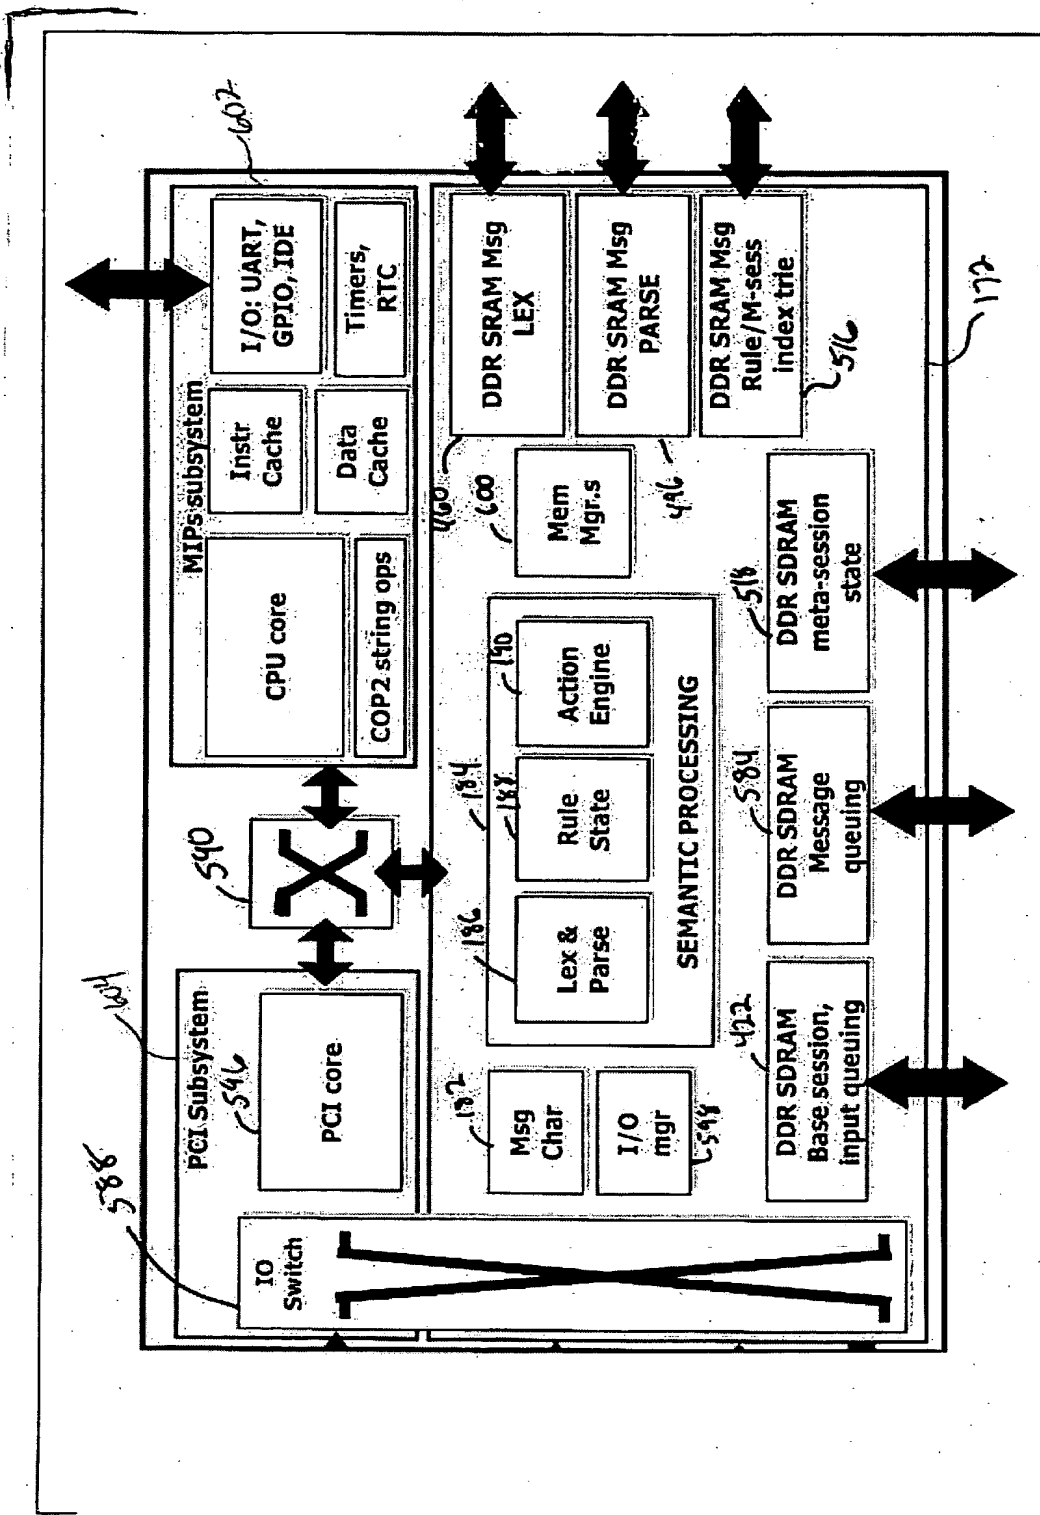 588
604
PCI Subsystem
596
PCI core
590
MIPs subsystem
CPU core
COP2 string ops
Instr
Cache
Data
Cache
602
I/O: UART,
GPIO, IDE
Timers,
RTC
IO
Switch
182
Msg
Char
I/O
mgr
598
184
186
Lex &
Parse
188
Rule
State
190
Action
Engine
SEMANTIC PROCESSING
600
Mem
Mgr.s
460
DDR SRAM Msg
LEX
496
DDR SRAM Msg
PARSE
DDR SRAM Msg
Rule/M-sess
index trie
516
422
DDR SDRAM
Base session,
input queuing
584
DDR SDRAM
Message
queuing
518
DDR SDRAM
meta-session
state
172